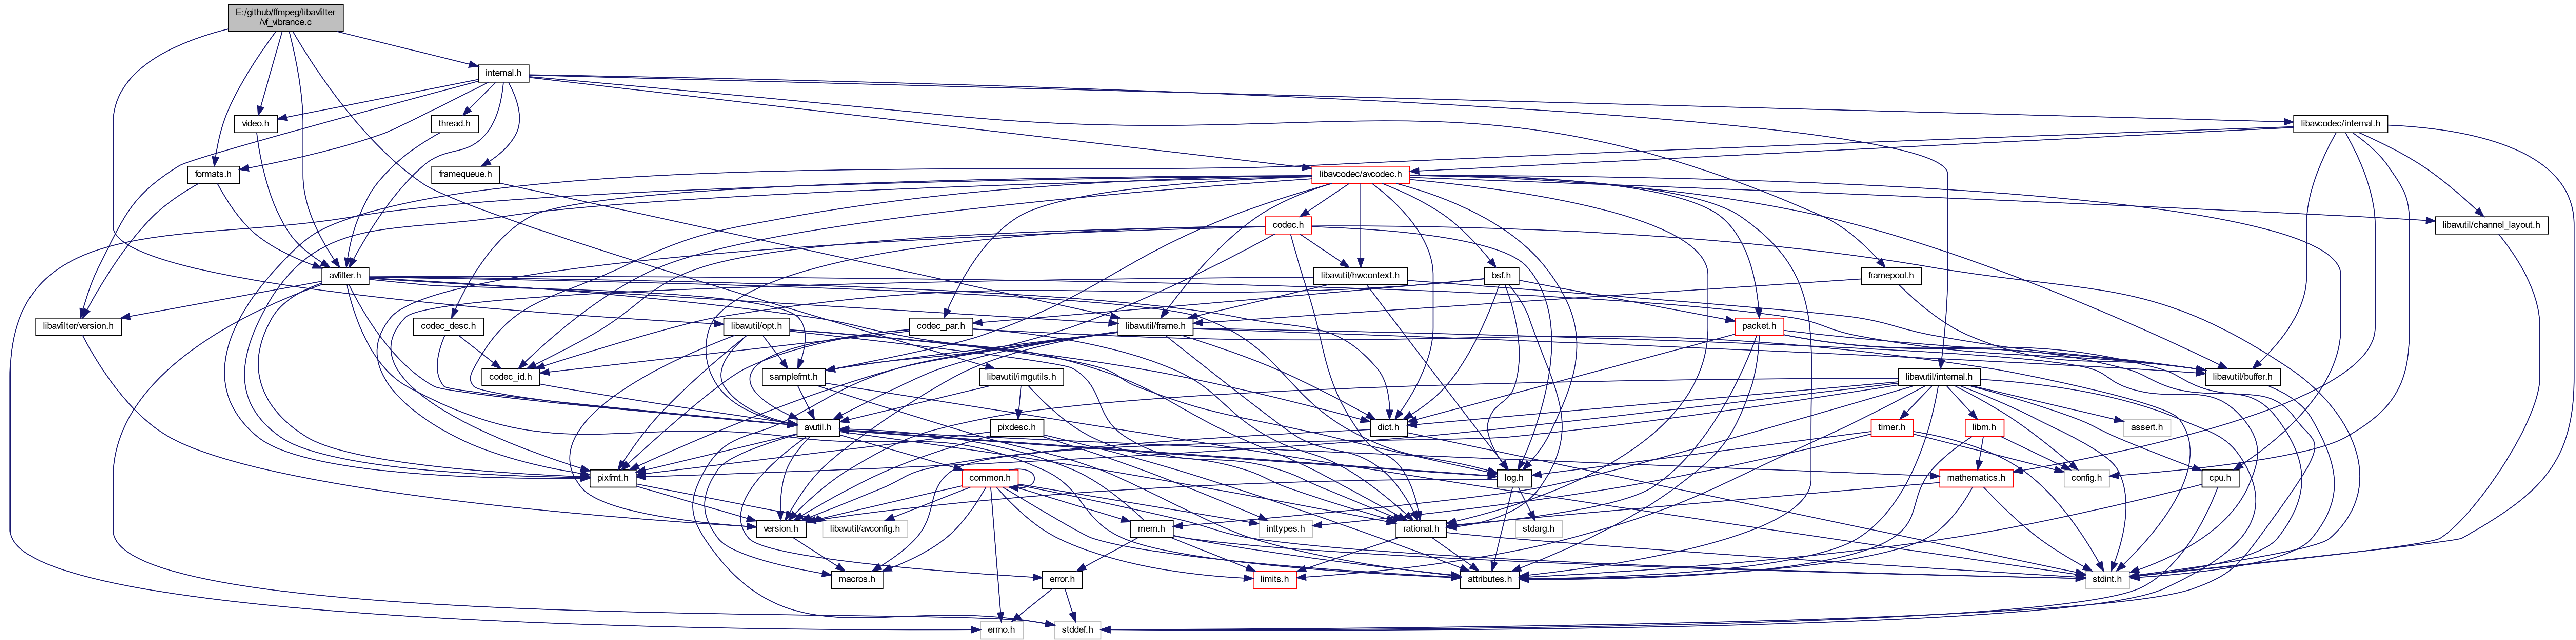 E:/github/ffmpeg/libavfilter
/vf_vibrance.c
internal.h
video.h
thread.h
libavcodec/internal.h
formats.h
framequeue.h
libavcodec/avcodec.h
codec.h
libavutil/channel_layout.h
avfilter.h
libavutil/hwcontext.h
bsf.h
framepool.h
libavfilter/version.h
codec_desc.h
libavutil/opt.h
codec_par.h
libavutil/frame.h
packet.h
codec_id.h
samplefmt.h
libavutil/imgutils.h
libavutil/internal.h
libavutil/buffer.h
avutil.h
pixdesc.h
dict.h
timer.h
libm.h
assert.h
pixfmt.h
common.h
log.h
mathematics.h
config.h
cpu.h
version.h
libavutil/avconfig.h
mem.h
inttypes.h
rational.h
stdarg.h
macros.h
error.h
limits.h
attributes.h
stdint.h
errno.h
stddef.h